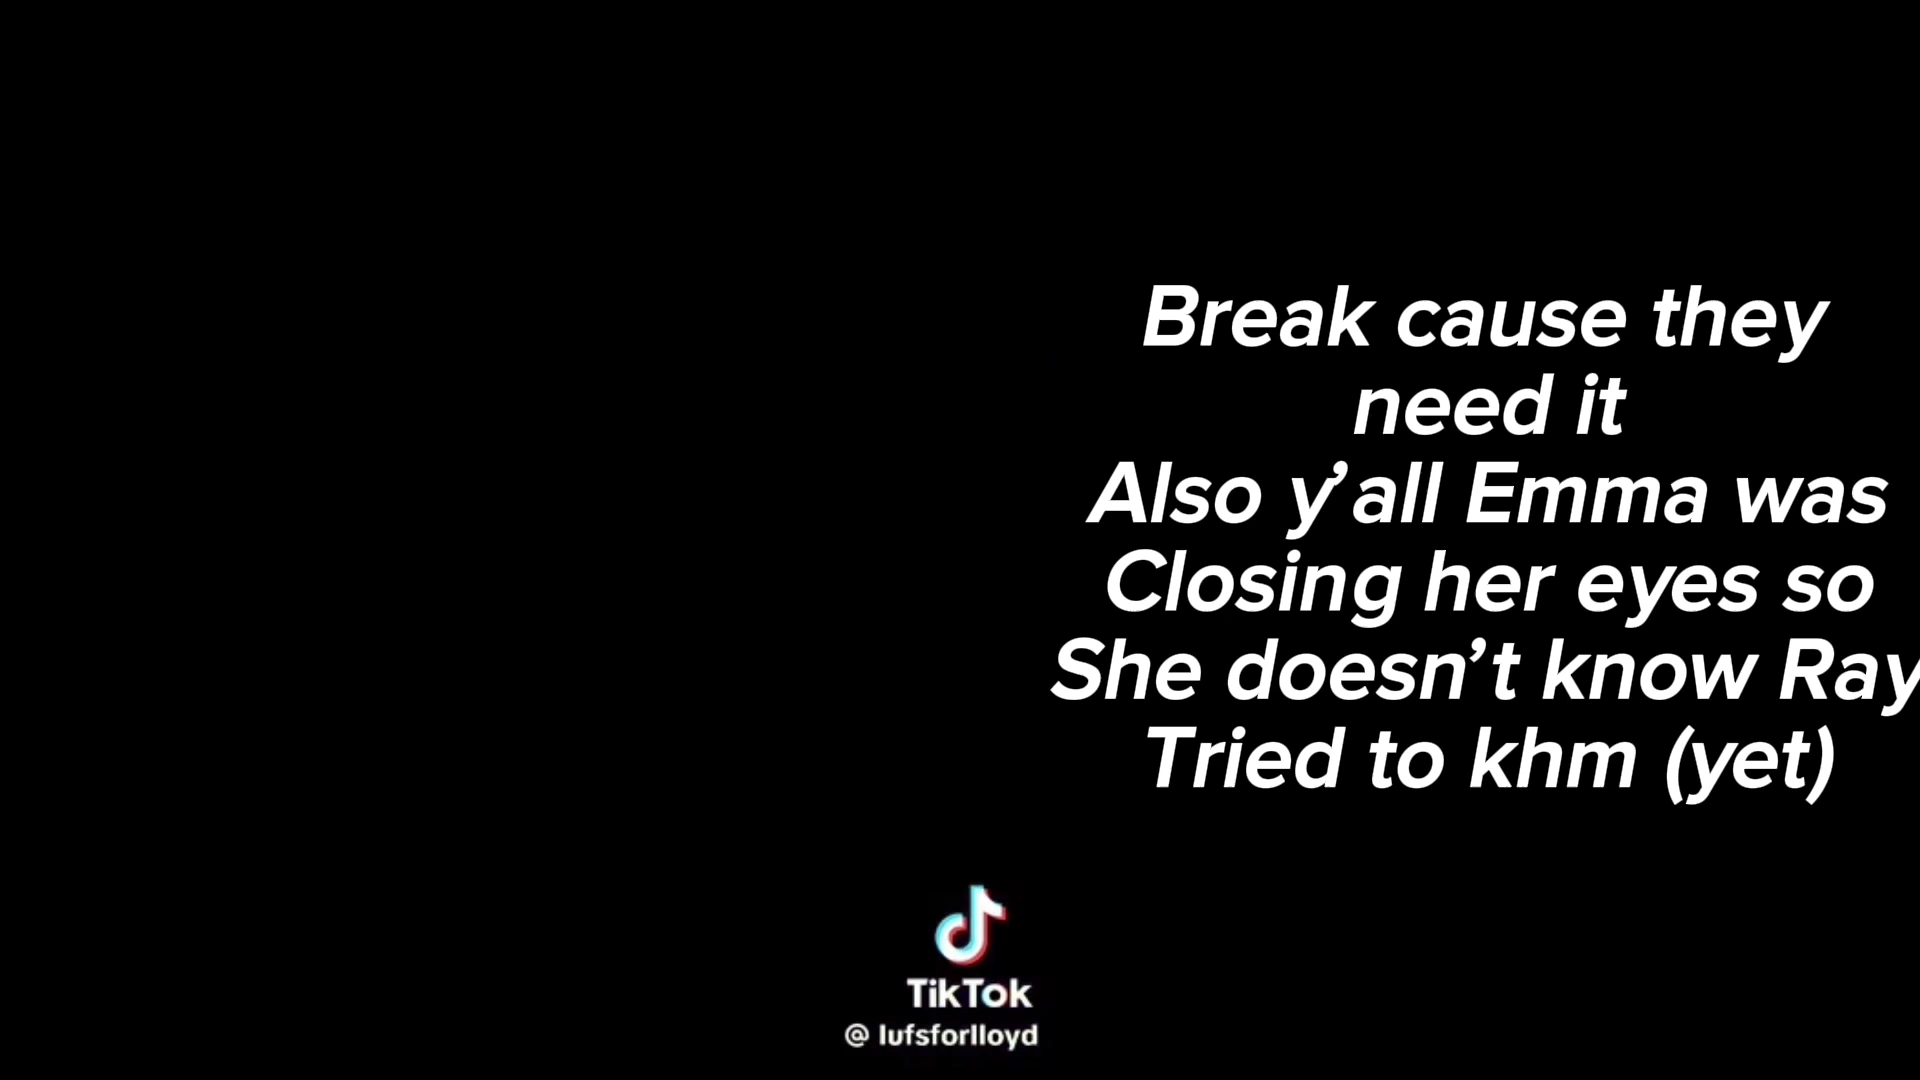 Break cause they
need it
Also y’all Emma was
Closing her eyes so
She doesn’t know Ray
Tried to khm (yet)
TikTok
@ lufsforlloyd